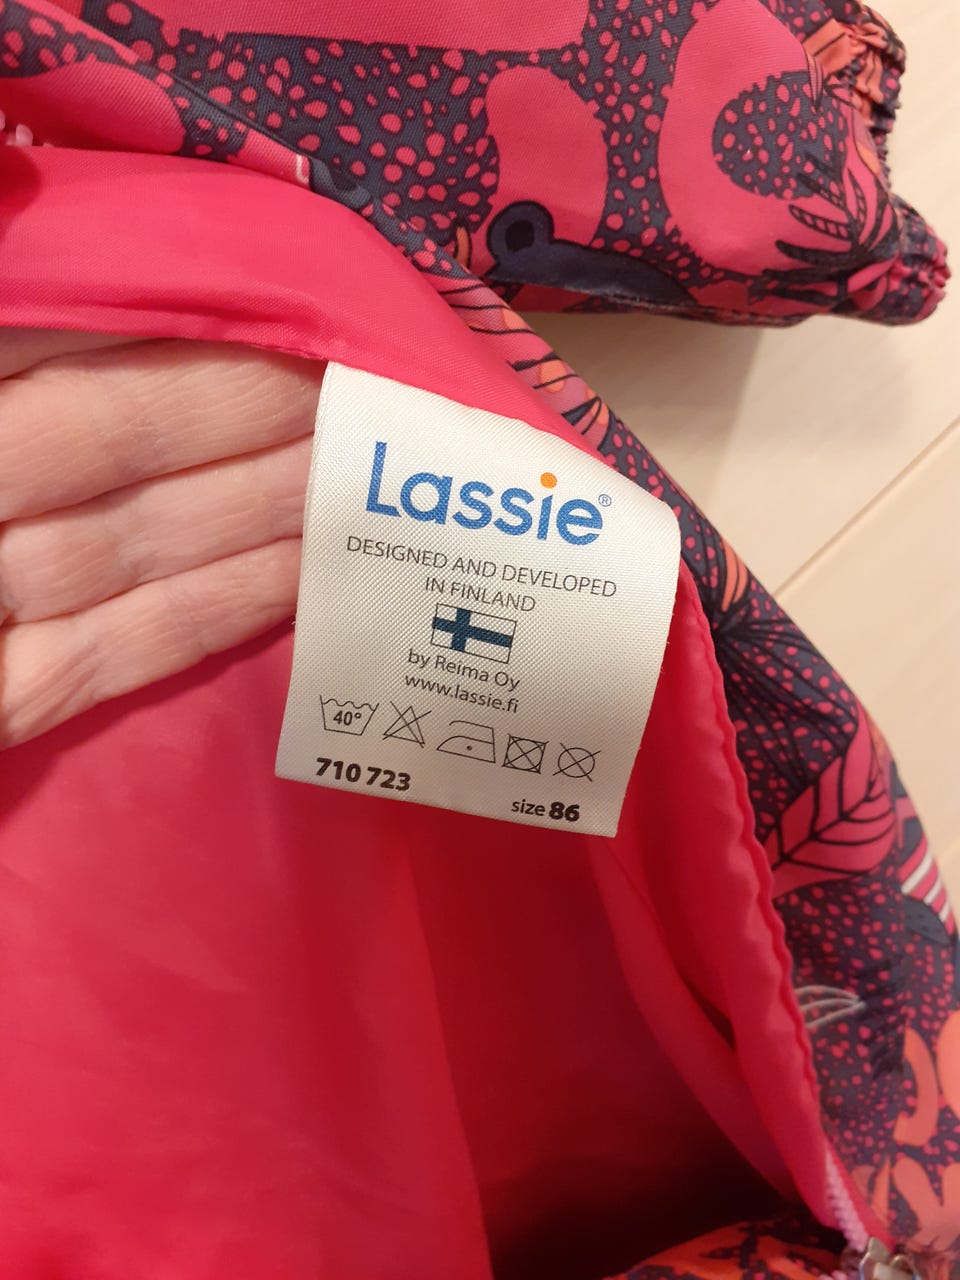 Lassie®
DESIGNED AND DEVELOPED
IN FINLAND
by Reima Oy
www.lassie.fi
40°
710 723
size 86